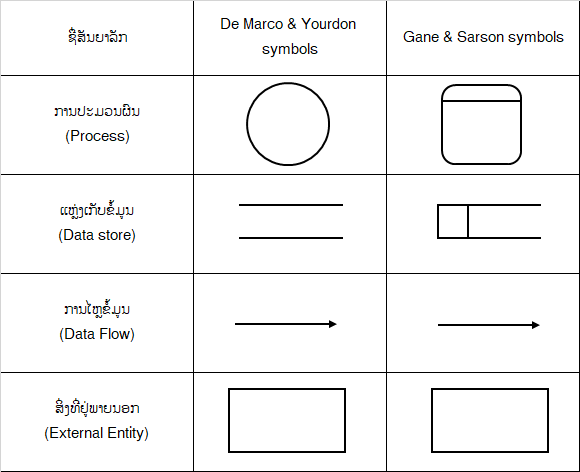 ຊື່ສັນຍາລັກ
De Marco & Yourdon
symbols
Gane & Sarson symbols
ການປະມວນຜົນ
(Process)
ແຫຼ່ງເກັບຂໍ້ມູນ
(Data store)
ການໄຫຼຂໍ້ມູນ
(Data Flow)
ສິ່ງທີ່ຢູ່ພາຍນອກ
(External Entity)